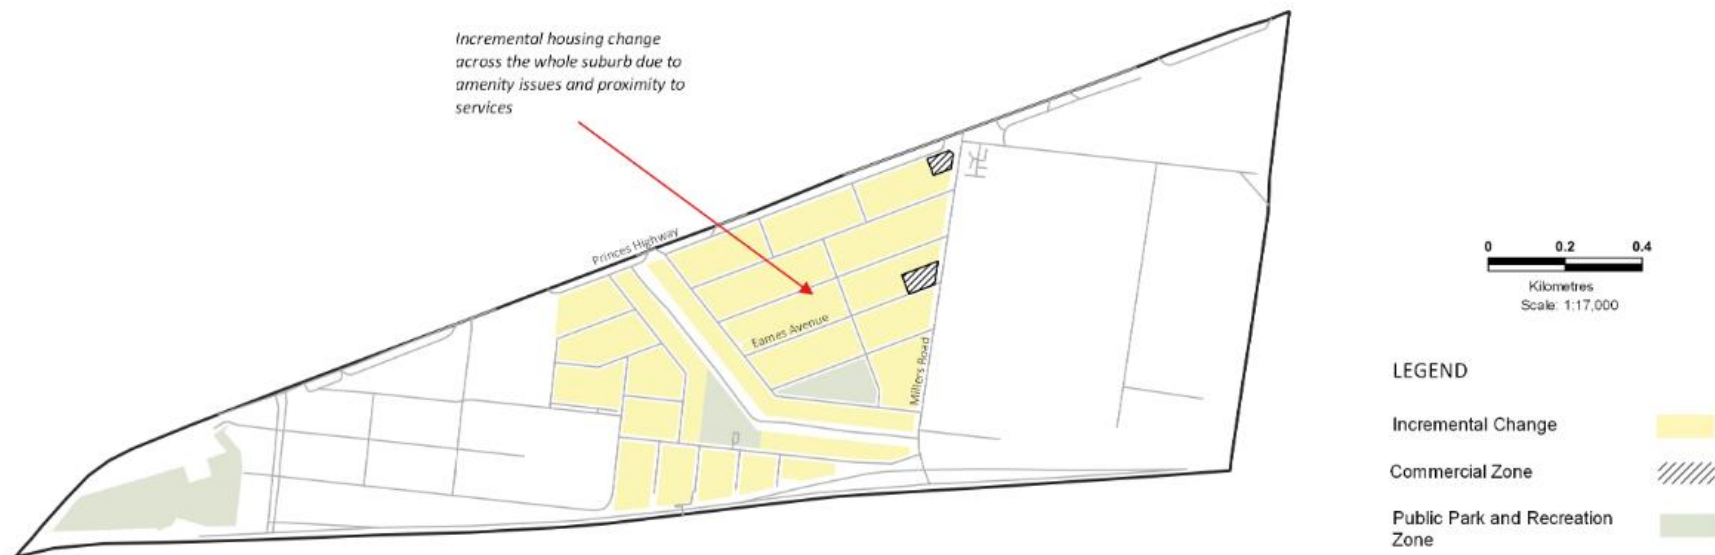 Incremental housing change
across the whole suburb due to
amenity issues and proximity to
services
Princes Highway
Eames Avenue
Millers Road
0 0.2 0.4
Kilometres
Scale: 1:17,000
LEGEND
Incremental Change
Commercial Zone
Public Park and Recreation
Zone